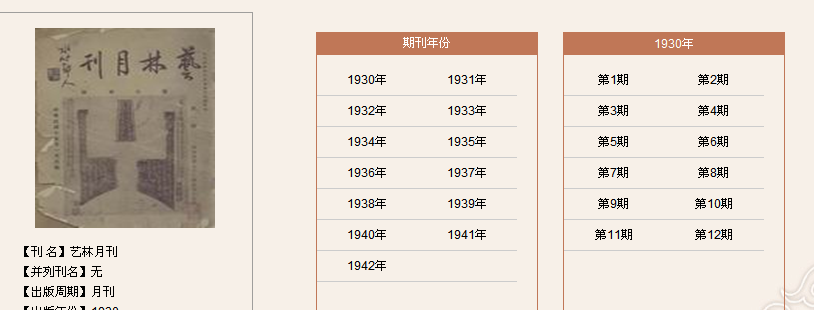 藝林月刊
【刊 名】艺林月刊
【并列刊名】无
【出版周期】月刊
【出版年份】1930
期刊年份
1930年 1931年
1932年 1933年
1934年 1935年
1936年 1937年
1938年 1939年
1940年 1941年
1942年
1930年
第1期 第2期
第3期 第4期
第5期 第6期
第7期 第8期
第9期 第10期
第11期 第12期